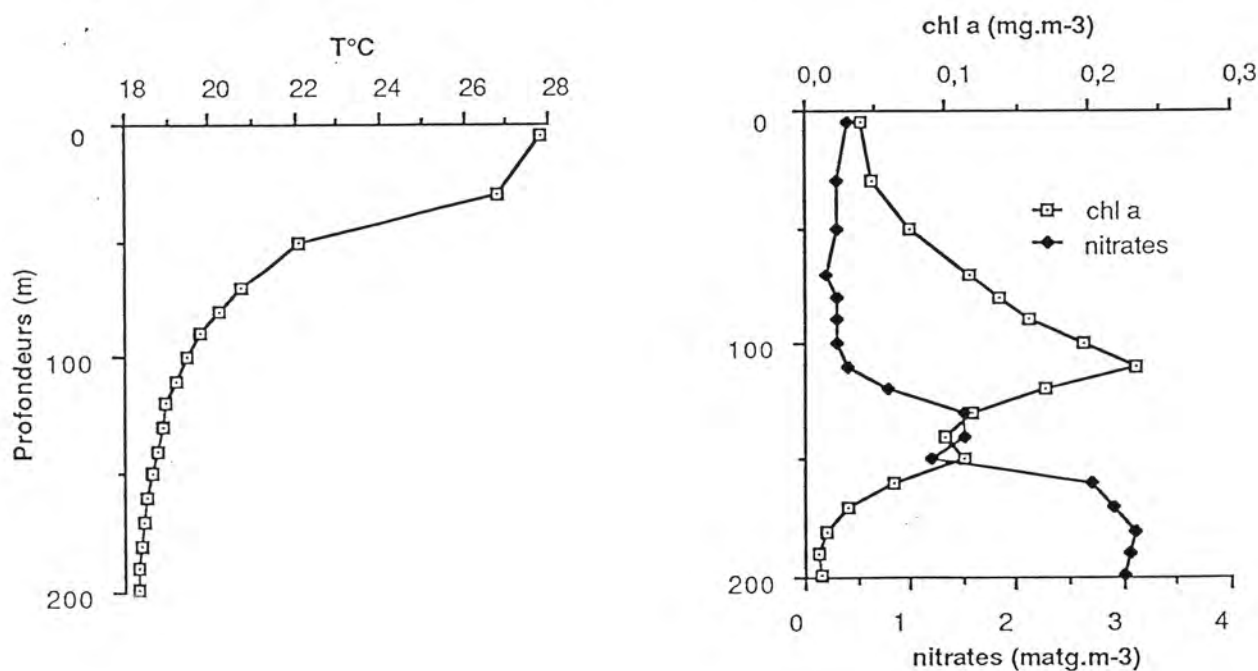 T°C
18 20 22 24 26 28
0
100
200
Profondeurs (m)
chl a (mg.m-3)
0,0 0,1 0,2 0,3
0
100
200
chl a
nitrates
0 1 2 3 4
nitrates (matg.m-3)